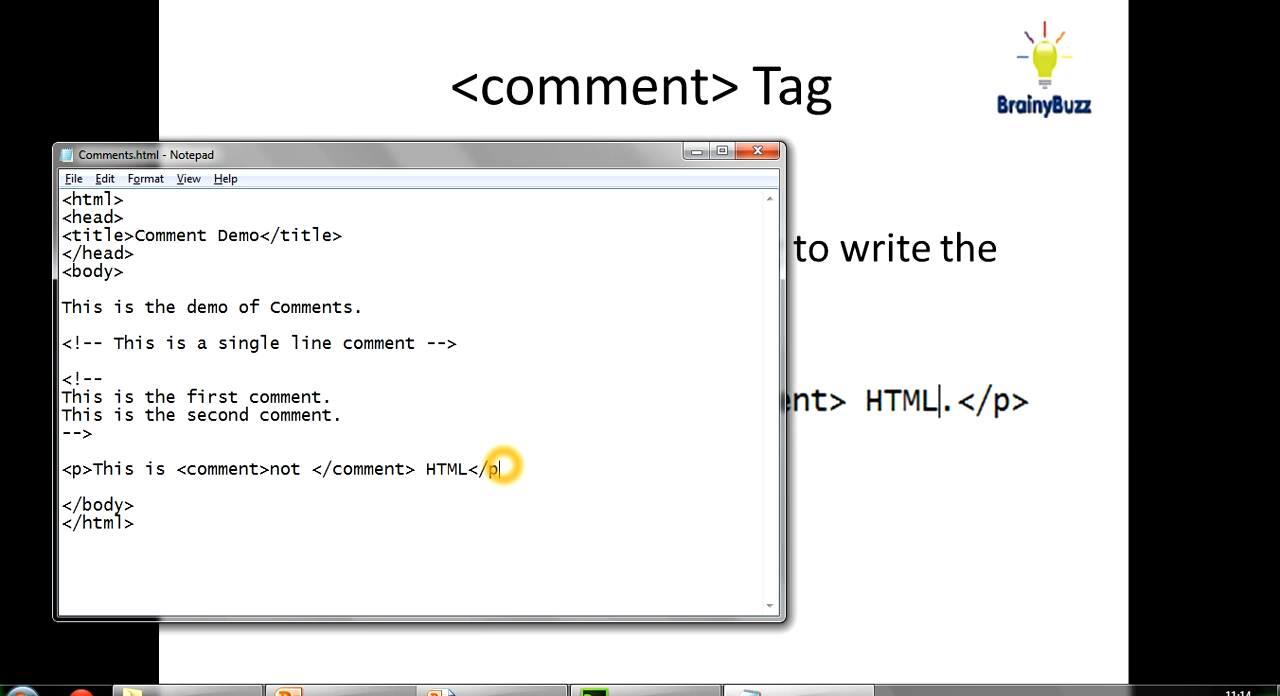 <comment> Tag
BrainyBuzz
Comments.html - Notepad
File Edit Format View Help
<html>
<head>
<title>Comment Demo</title>
</head>
<body>
This is the demo of Comments.
<!-- This is a single line comment -->
<!--
This is the first comment.
This is the second comment.
-->
<p>This is <comment>not </comment> HTML</p
</body>
</html>
to write the
ent> HTML.</p>
11:14